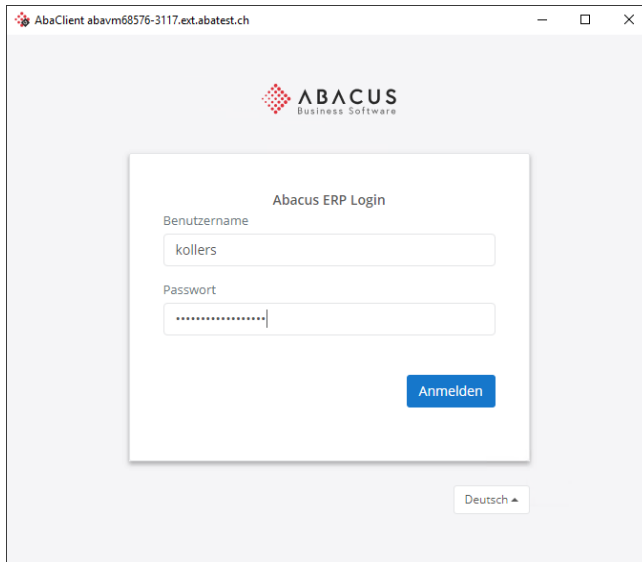 AbaClient abavm68576-3117.ext.abatest.ch
ABACUS
Business Software
Abacus ERP Login
Benutzername
kollers
Passwort
••••••••••••••••••
Anmelden
Deutsch